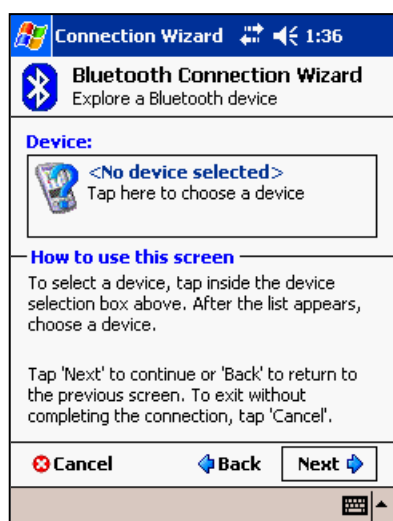 Connection Wizard 1:36
Bluetooth Connection Wizard
Explore a Bluetooth device
Device:
<No device selected>
Tap here to choose a device
How to use this screen
To select a device, tap inside the device
selection box above. After the list appears,
choose a device.
Tap 'Next' to continue or 'Back' to return to
the previous screen. To exit without
completing the connection, tap 'Cancel'.
Cancel Back Next